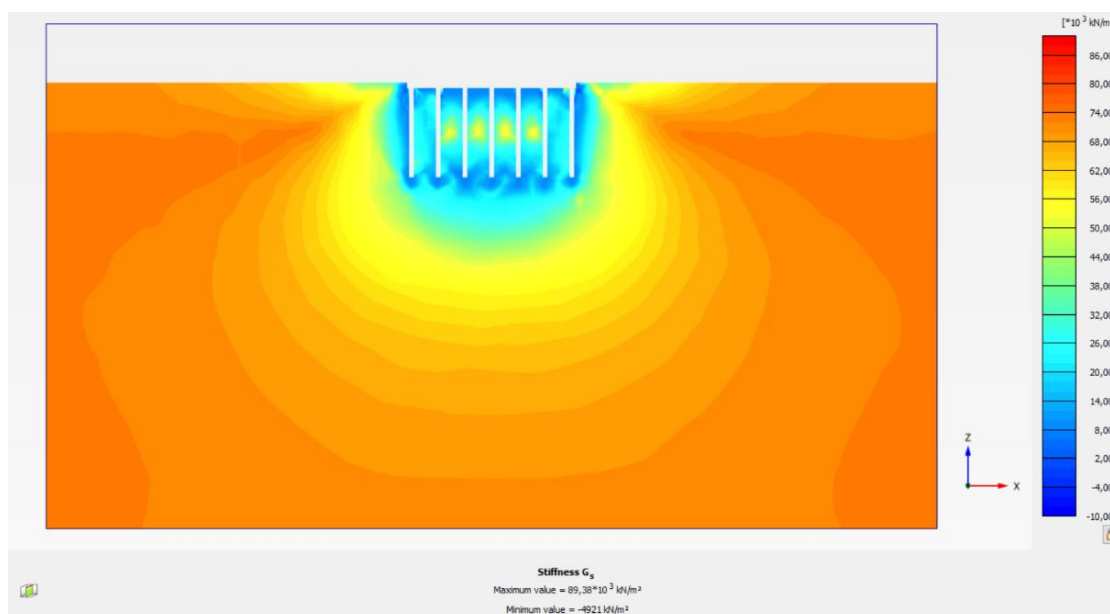 [*10³ kN/m
86,00
80,00
74,00
68,00
62,00
56,00
50,00
44,00
38,00
32,00
26,00
20,00
14,00
8,00
2,00
-4,00
-10,00
Z
X
Stiffness Gₛ
Maximum value = 89,38*10³ kN/m²
Minimum value = -4921 kN/m²